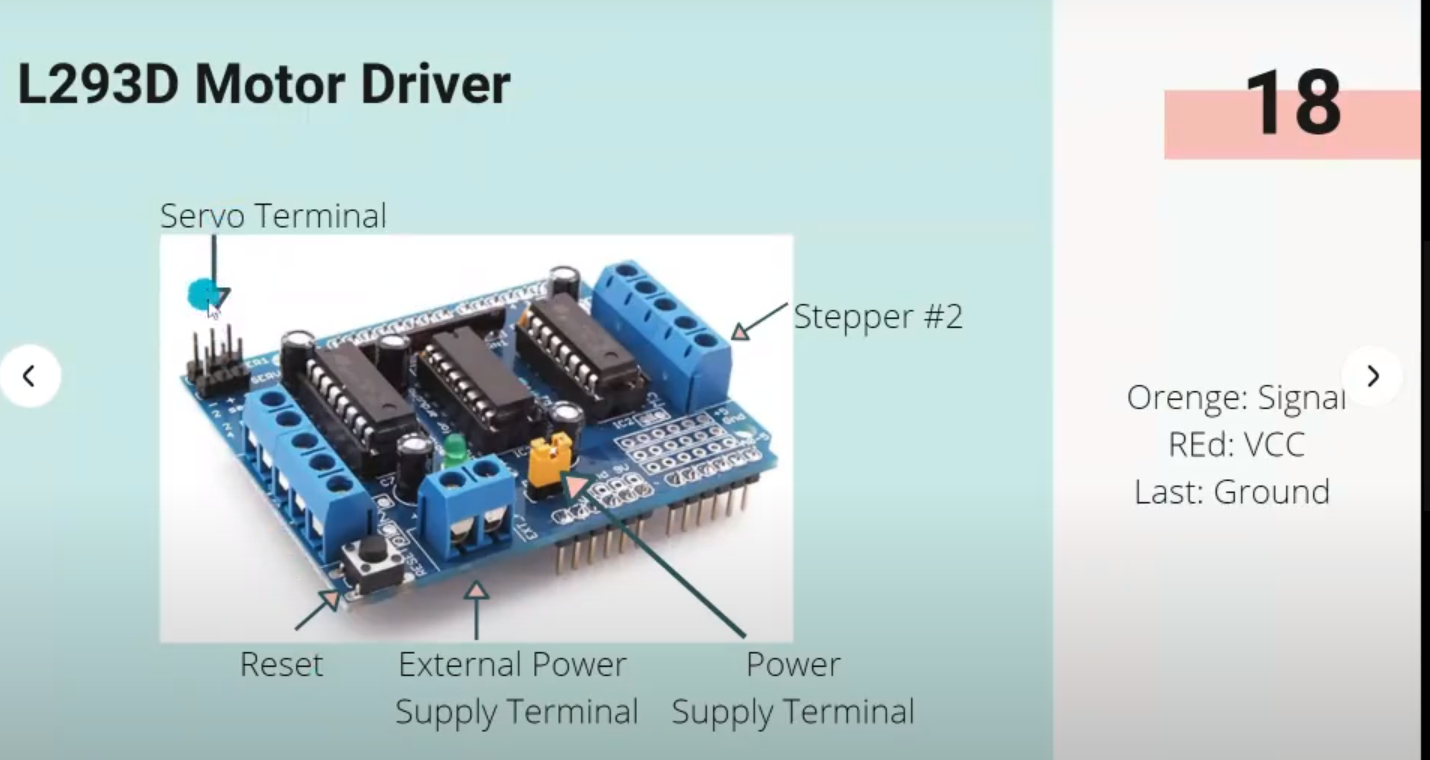 L293D Motor Driver
18
Servo Terminal
Stepper #2
Orenge: Signal
REd: VCC
Last: Ground
RESET
Reset
External Power
Supply Terminal
Power
Supply Terminal